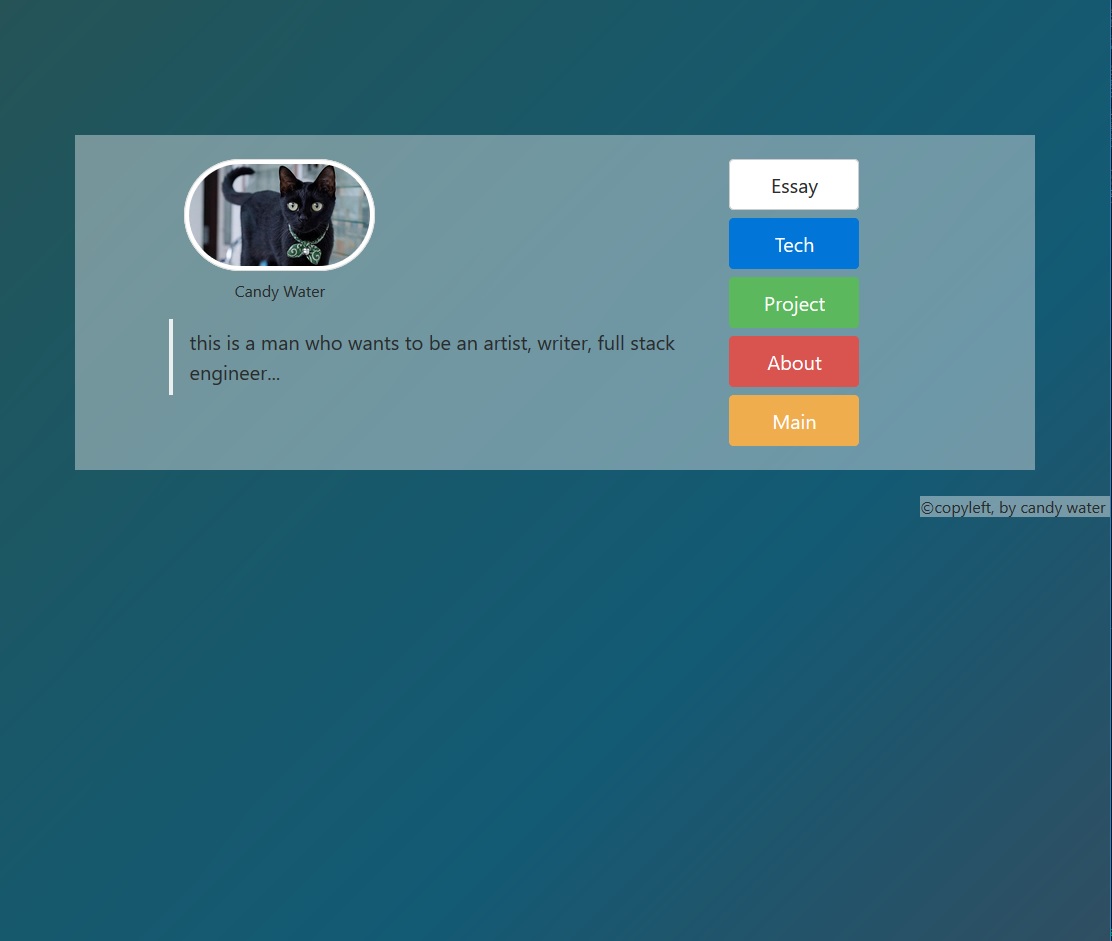 Candy Water
this is a man who wants to be an artist, writer, full stack
engineer...
Essay
Tech
Project
About
Main
©copyleft, by candy water